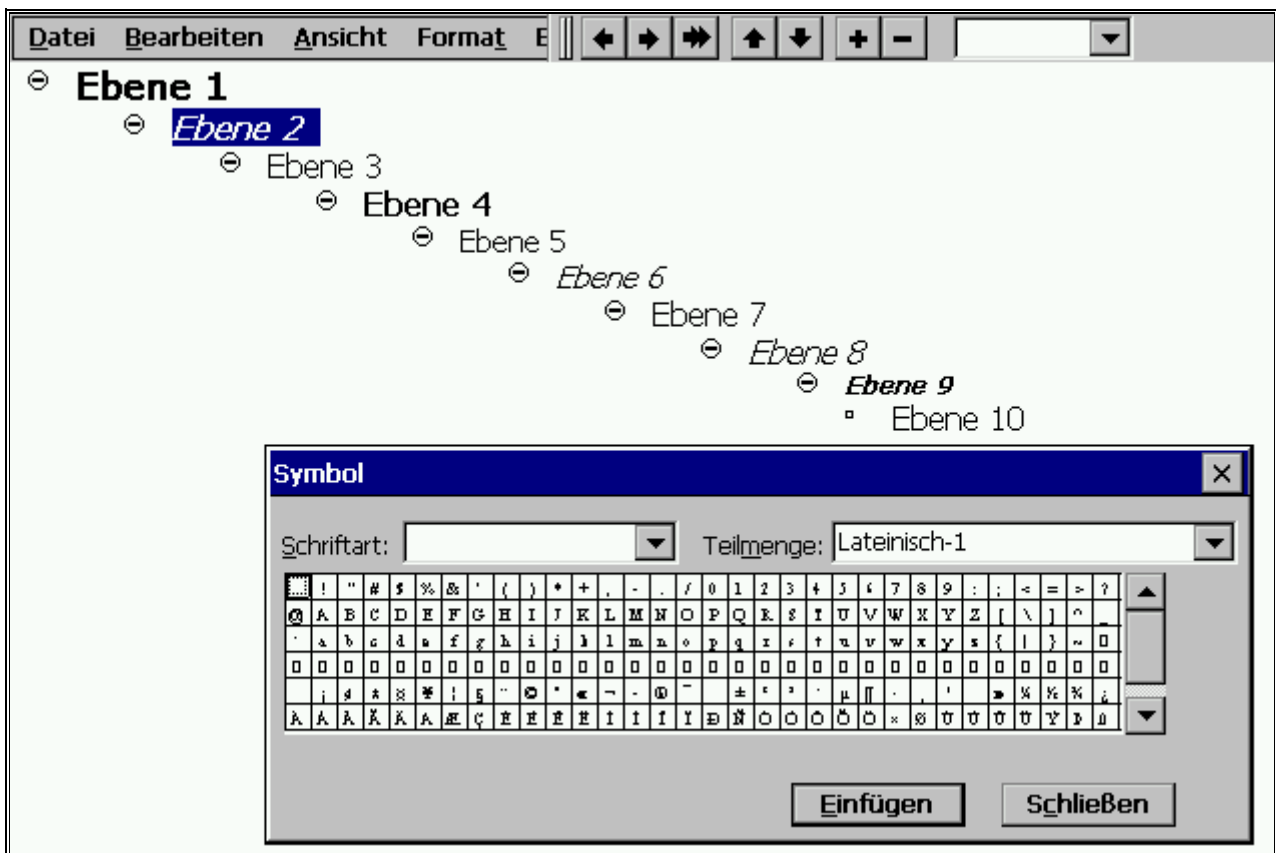 Datei Bearbeiten Ansicht Format E
Ebene 1
Ebene 2
Ebene 3
Ebene 4
Ebene 5
Ebene 6
Ebene 7
Ebene 8
Ebene 9
Ebene 10
Symbol
Schriftart: Teilmenge: Lateinisch-1
! " # $ % & ' ( ) * + , - . / 0 1 2 3 4 5 6 7 8 9 : ; < = > ?
@ A B C D E F G H I J K L M N O P Q R S T U V W X Y Z [ \ ] ^ _
` a b c d e f g h i j k l m n o p q r s t u v w x y z { | } ~
Einfügen Schließen